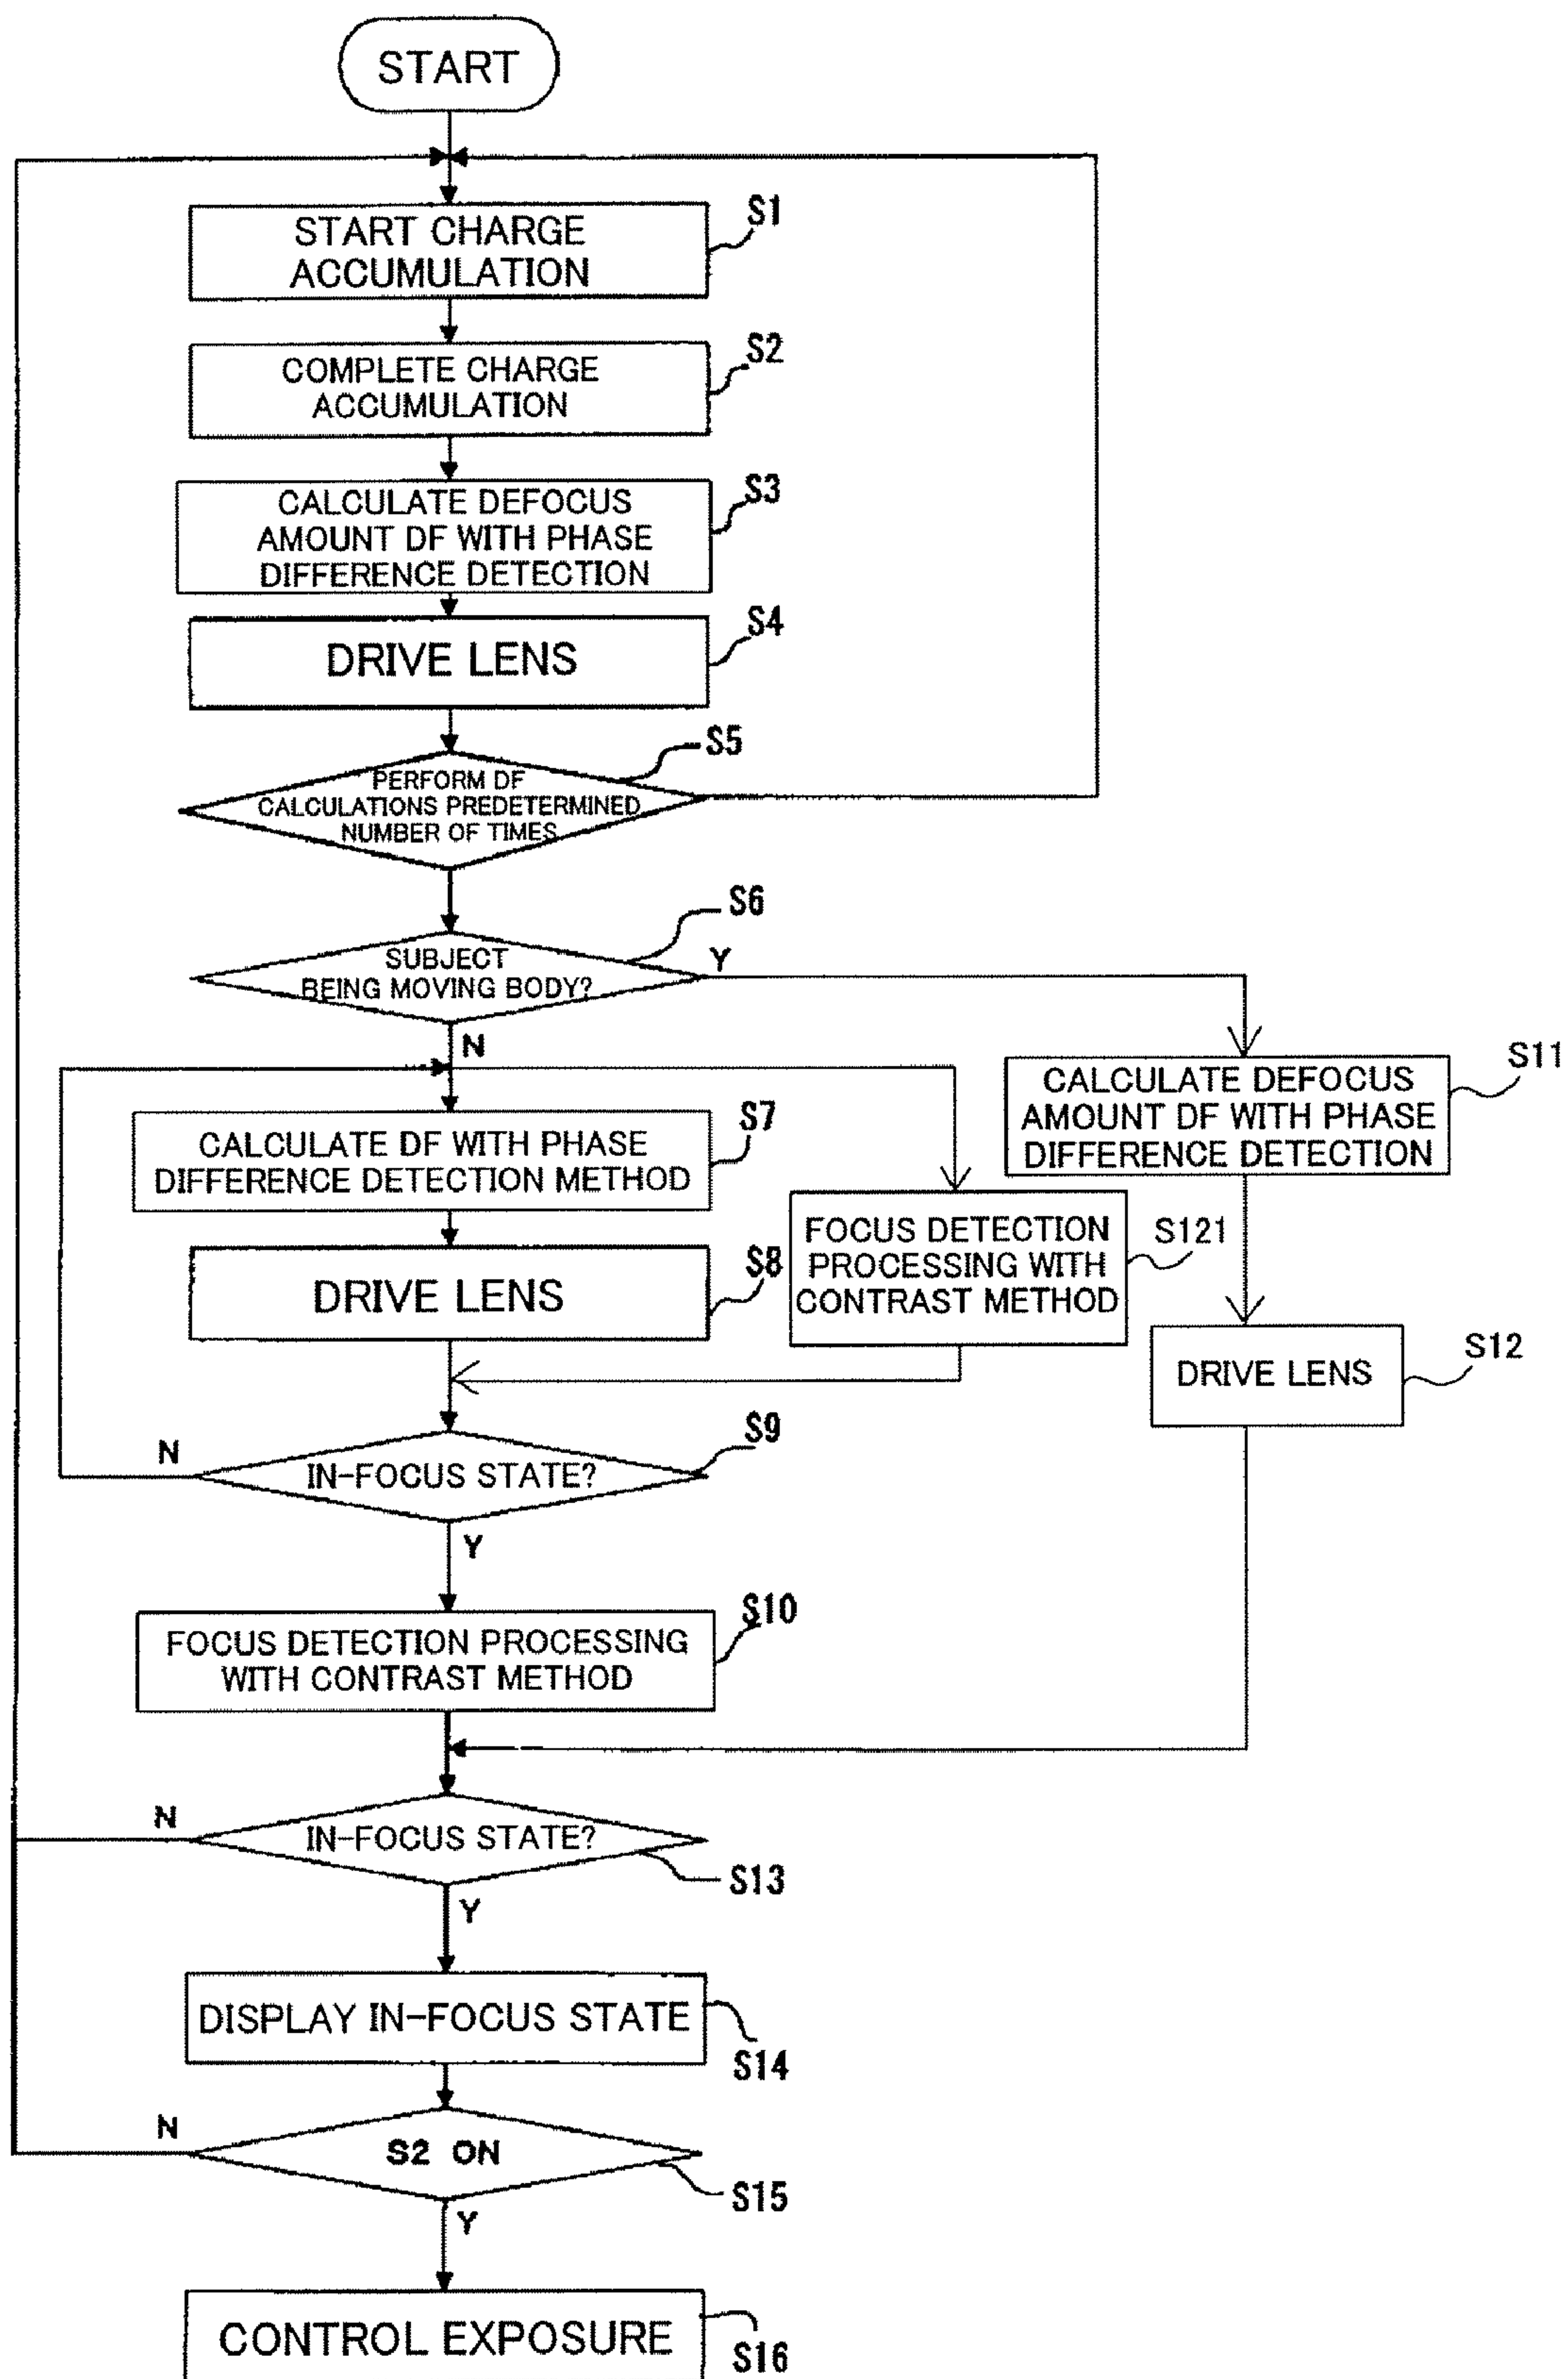 START
S1
START CHARGE
ACCUMULATION
S2
COMPLETE CHARGE
ACCUMULATION
S3
CALCULATE DEFOCUS
AMOUNT DF WITH PHASE
DIFFERENCE DETECTION
S4
DRIVE LENS
S5
PERFORM DF
CALCULATIONS PREDETERMINED
NUMBER OF TIMES
S6
SUBJECT
BEING MOVING BODY?
Y
N
S11
CALCULATE DEFOCUS
AMOUNT DF WITH PHASE
DIFFERENCE DETECTION
S7
CALCULATE DF WITH PHASE
DIFFERENCE DETECTION METHOD
S121
FOCUS DETECTION
PROCESSING WITH
CONTRAST METHOD
S8
DRIVE LENS
S12
DRIVE LENS
S9
N
IN-FOCUS STATE?
Y
S10
FOCUS DETECTION PROCESSING
WITH CONTRAST METHOD
N
IN-FOCUS STATE?
S13
Y
DISPLAY IN-FOCUS STATE
S14
N
S2 ON
S15
Y
CONTROL EXPOSURE
S16